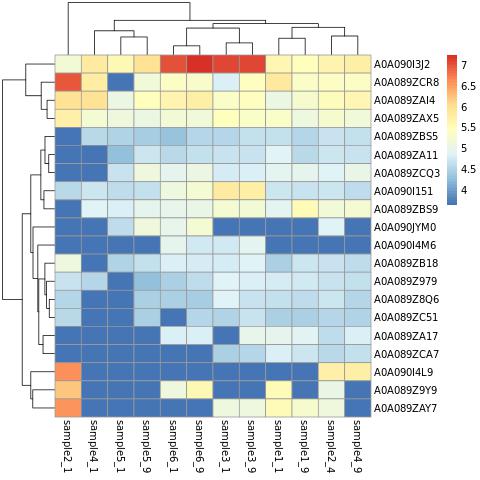 A0A090I3J2
A0A089ZCR8
A0A089ZAI4
A0A089ZAX5
A0A089ZBS5
A0A089ZA11
A0A089ZCQ3
A0A090I151
A0A089ZBS9
A0A090JYM0
A0A090I4M6
A0A089ZB18
A0A089Z979
A0A089Z8Q6
A0A089ZC51
A0A089ZA17
A0A089ZCA7
A0A090I4L9
A0A089Z9Y9
A0A089ZAY7
7
6.5
6
5.5
5
4.5
4
sample2_1
sample4_1
sample5_1
sample5_9
sample6_1
sample6_9
sample3_1
sample3_9
sample1_1
sample1_9
sample2_4
sample4_9